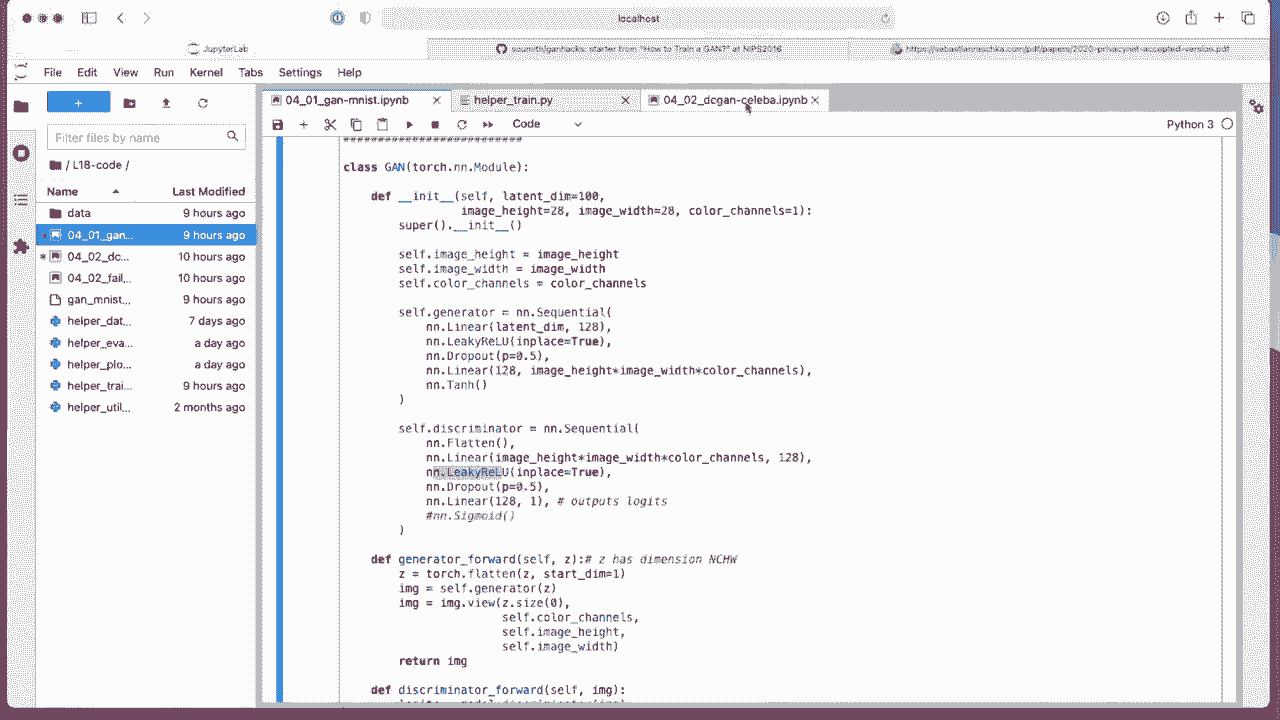 localhost
JupyterLab
soumith/ganhacks: starter from "How to Train a GAN?" at NIPS2016
https://sebastianraschka.com/pdf/papers/2020-privacynet-accepted-version.pdf
File Edit View Run Kernel Tabs Settings Help
+
04_01_gan-mnist.ipynb
helper_train.py
04_02_dcgan-celeba.ipynb
Code
Python 3
Filter files by name
/ L18-code /
Name Last Modified
data 9 hours ago
04_01_gan... 9 hours ago
04_02_dc... 10 hours ago
04_02_fail... 10 hours ago
gan_mnist... 9 hours ago
helper_dat... 7 days ago
helper_eva... a day ago
helper_plo... a day ago
helper_trai... 9 hours ago
helper_util... 2 months ago
##########################
class GAN(torch.nn.Module):
def __init__(self, latent_dim=100,
image_height=28, image_width=28, color_channels=1):
super().__init__()
self.image_height = image_height
self.image_width = image_width
self.color_channels = color_channels
self.generator = nn.Sequential(
nn.Linear(latent_dim, 128),
nn.LeakyReLU(inplace=True),
nn.Dropout(p=0.5),
nn.Linear(128, image_height*image_width*color_channels),
nn.Tanh()
)
self.discriminator = nn.Sequential(
nn.Flatten(),
nn.Linear(image_height*image_width*color_channels, 128),
nn.LeakyReLU(inplace=True),
nn.Dropout(p=0.5),
nn.Linear(128, 1), # outputs logits
#nn.Sigmoid()
)
def generator_forward(self, z):# z has dimension NCHW
z = torch.flatten(z, start_dim=1)
img = self.generator(z)
img = img.view(z.size(0),
self.color_channels,
self.image_height,
self.image_width)
return img
def discriminator_forward(self, img):